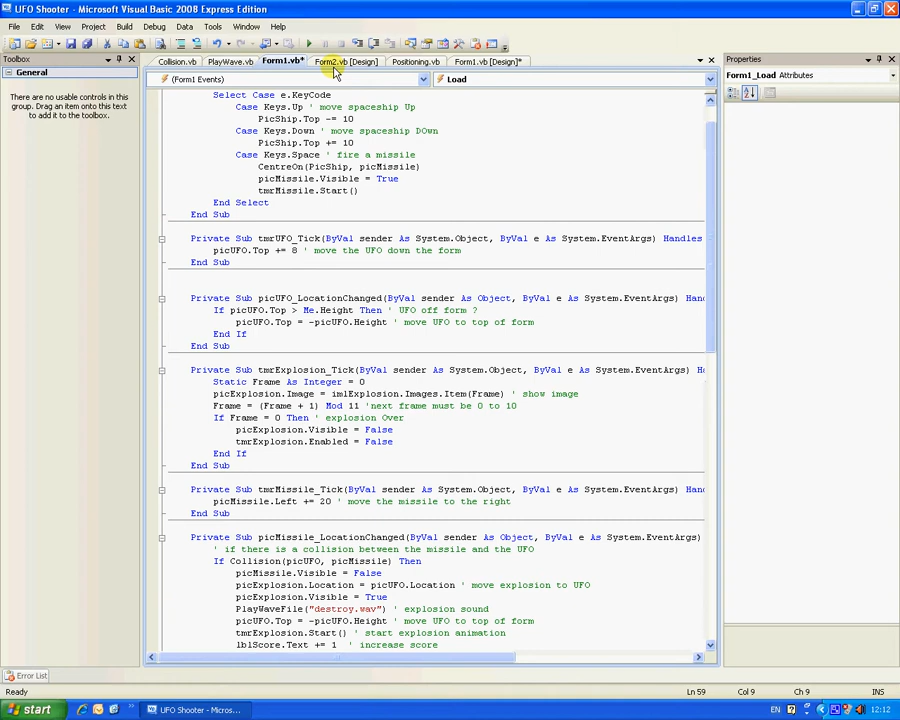 UFO Shooter - Microsoft Visual Basic 2008 Express Edition
File Edit View Project Build Debug Data Tools Window Help
Toolbox
General
There are no usable controls in this
group. Drag an item onto this text
to add it to the toolbox.
Collision.vb PlayWave.vb Form1.vb* Form2.vb [Design] Positioning.vb Form1.vb [Design]*
(Form1 Events) Load
Select Case e.KeyCode
Case Keys.Up ' move spaceship Up
PicShip.Top -= 10
Case Keys.Down ' move spaceship DOwn
PicShip.Top += 10
Case Keys.Space ' fire a missile
CentreOn(PicShip, picMissile)
picMissile.Visible = True
tmrMissile.Start()
End Select
End Sub
Private Sub tmrUFO_Tick(ByVal sender As System.Object, ByVal e As System.EventArgs) Handles
picUFO.Top += 8 ' move the UFO down the form
End Sub
Private Sub picUFO_LocationChanged(ByVal sender As Object, ByVal e As System.EventArgs) Hand
If picUFO.Top > Me.Height Then ' UFO off form ?
picUFO.Top = -picUFO.Height ' move UFO to top of form
End If
End Sub
Private Sub tmrExplosion_Tick(ByVal sender As System.Object, ByVal e As System.EventArgs) Ha
Static Frame As Integer = 0
picExplosion.Image = imlExplosion.Images.Item(Frame) ' show image
Frame = (Frame + 1) Mod 11 'next frame must be 0 to 10
If Frame = 0 Then ' explosion Over
picExplosion.Visible = False
tmrExplosion.Enabled = False
End If
End Sub
Private Sub tmrMissile_Tick(ByVal sender As System.Object, ByVal e As System.EventArgs) Hand
picMissile.Left += 20 ' move the missile to the right
End Sub
Private Sub picMissile_LocationChanged(ByVal sender As Object, ByVal e As System.EventArgs)
' if there is a collision between the missile and the UFO
If Collision(picUFO, picMissile) Then
picMissile.Visible = False
picExplosion.Location = picUFO.Location ' move explosion to UFO
picExplosion.Visible = True
PlayWaveFile("destroy.wav") ' explosion sound
picUFO.Top = -picUFO.Height ' move UFO to top of form
tmrExplosion.Start() ' start explosion animation
lblScore.Text += 1 ' increase score
Properties
Form1_Load Attributes
Error List
Ready Ln 59 Col 9 Ch 9 INS
start UFO Shooter - Micros... EN 12:12